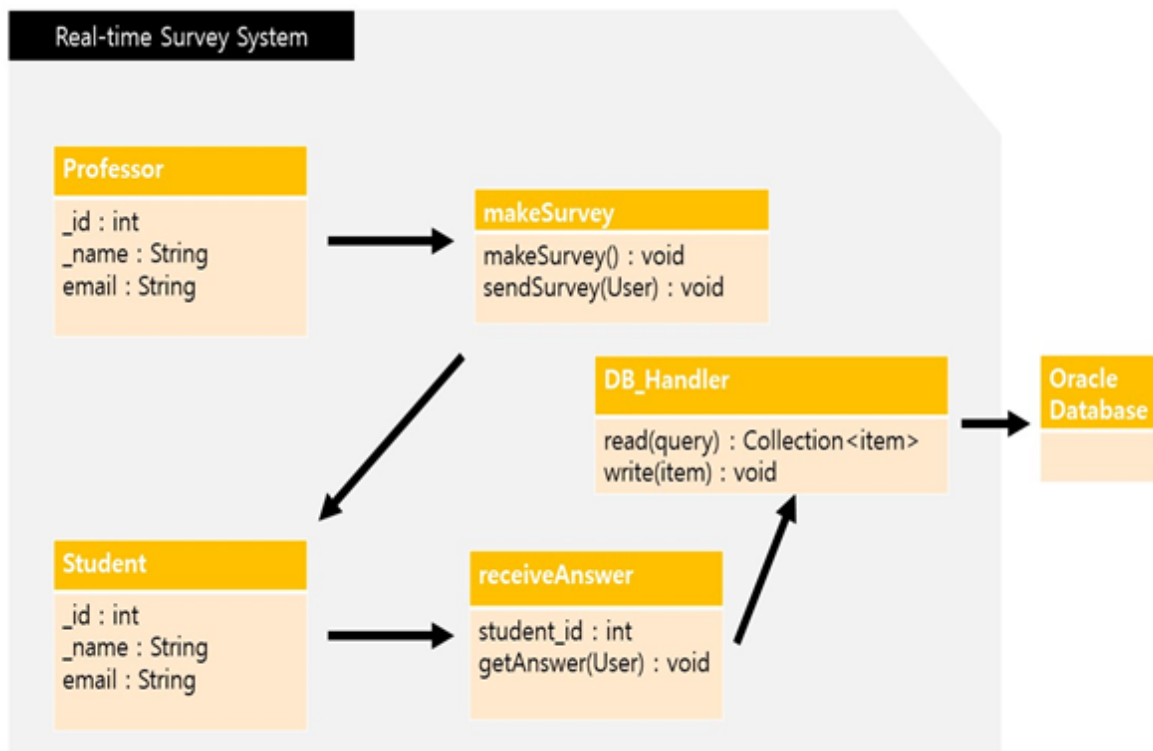 Real-time Survey System
Professor
_id : int
_name : String
email : String
makeSurvey
makeSurvey() : void
sendSurvey(User) : void
DB_Handler
read(query) : Collection<item>
write(item) : void
Oracle
Database
Student
_id : int
_name : String
email : String
receiveAnswer
student_id : int
getAnswer(User) : void